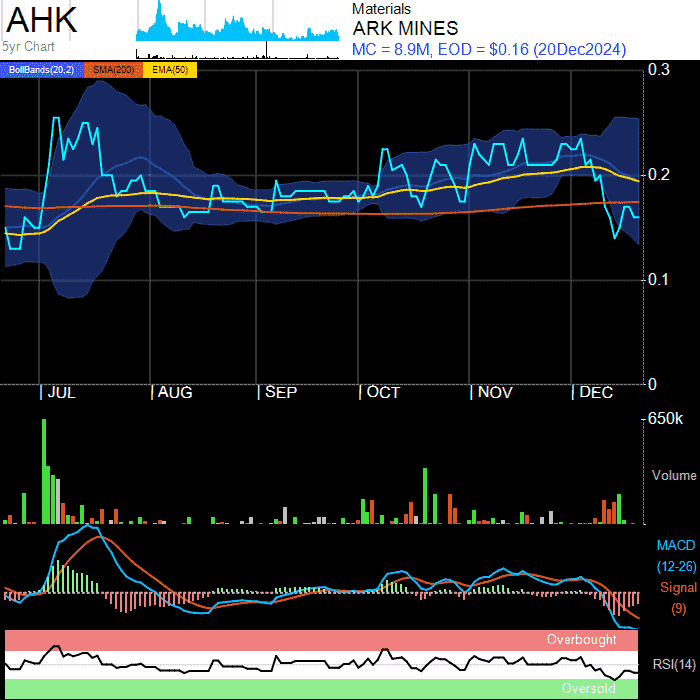 AHK
5yr Chart
Materials
ARK MINES
MC = 8.9M, EOD = $0.16 (20Dec2024)
BollBands(20,2) SMA(200) EMA(50)
0.3
0.2
0.1
0
JUL AUG SEP OCT NOV DEC
650k
Volume
MACD
(12-26)
Signal
(9)
Overbought
RSI(14)
Oversold